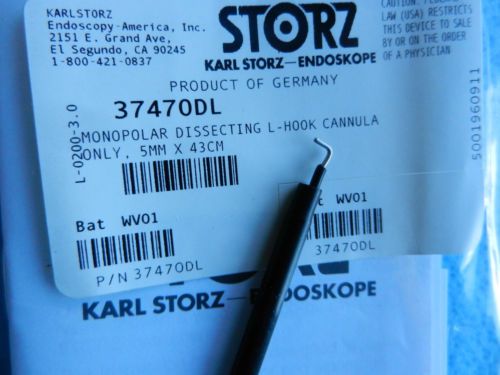 KARLSTORZ
Endoscopy-America, Inc.
2151 E. Grand Ave,
El Segundo, CA 90245
1-800-421-0837
STORZ
KARL STORZ—ENDOSKOPE
CAUTION: FEDERAL
LAW (USA) RESTRICTS
THIS DEVICE TO SALE
BY OR ON THE ORDER
OF A PHYSICIAN
PRODUCT OF GERMANY
37470DL
L-0200-3.0
MONOPOLAR DISSECTING L-HOOK CANNULA
ONLY, 5MM X 43CM
5001960911
Bat WV01
t WV01
P/N 37470DL
37470DL
KARL STORZ—ENDOSKOPE